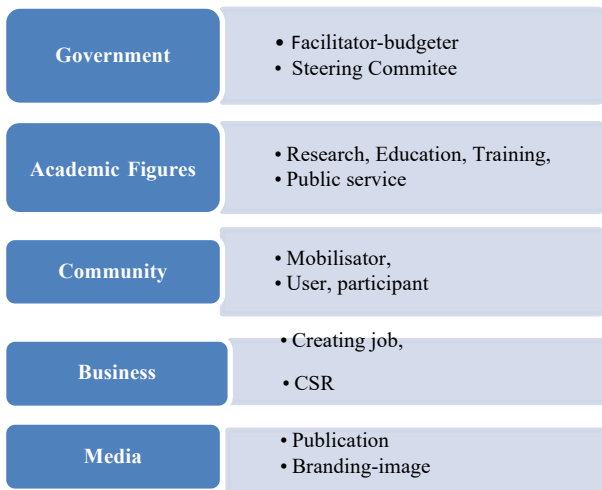 Government
• Facilitator-budgeter
• Steering Commitee
Academic Figures
• Research, Education, Training,
• Public service
Community
• Mobilisator,
• User, participant
Business
• Creating job,
• CSR
Media
• Publication
• Branding-image